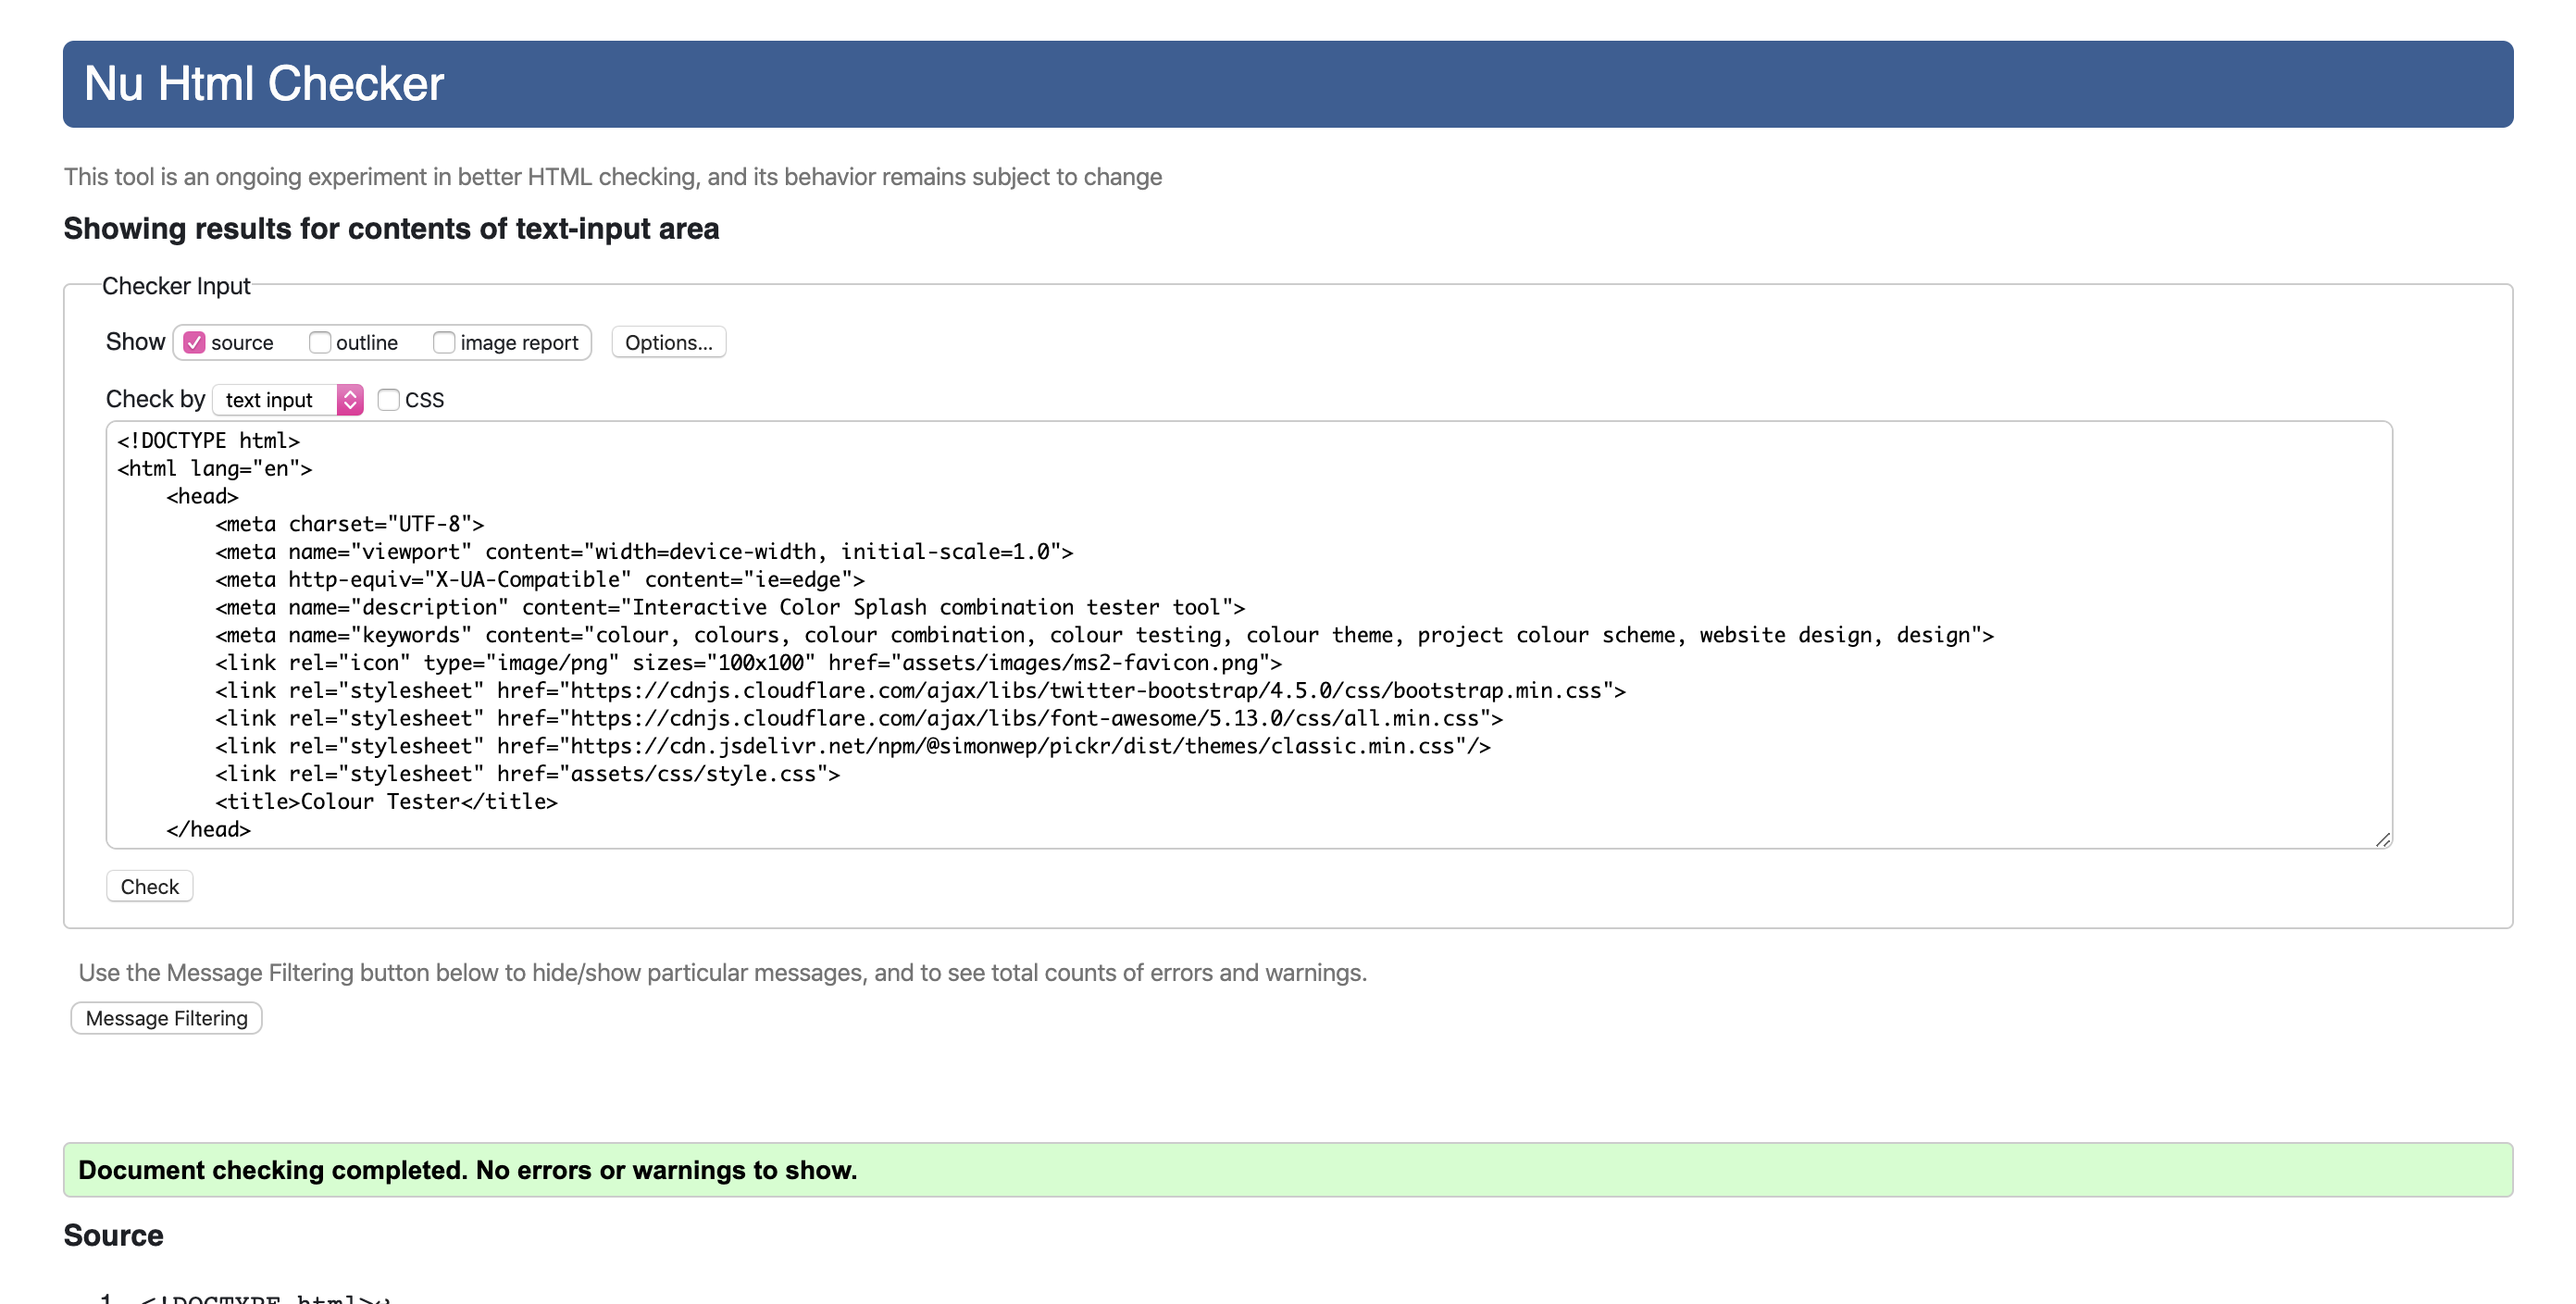 Nu Html Checker
This tool is an ongoing experiment in better HTML checking, and its behavior remains subject to change
Showing results for contents of text-input area
Checker Input
Show source outline image report Options...
Check by text input CSS
<!DOCTYPE html>
<html lang="en">
    <head>
        <meta charset="UTF-8">
        <meta name="viewport" content="width=device-width, initial-scale=1.0">
        <meta http-equiv="X-UA-Compatible" content="ie=edge">
        <meta name="description" content="Interactive Color Splash combination tester tool">
        <meta name="keywords" content="colour, colours, colour combination, colour testing, colour theme, project colour scheme, website design, design">
        <link rel="icon" type="image/png" sizes="100x100" href="assets/images/ms2-favicon.png">
        <link rel="stylesheet" href="https://cdnjs.cloudflare.com/ajax/libs/twitter-bootstrap/4.5.0/css/bootstrap.min.css">
        <link rel="stylesheet" href="https://cdnjs.cloudflare.com/ajax/libs/font-awesome/5.13.0/css/all.min.css">
        <link rel="stylesheet" href="https://cdn.jsdelivr.net/npm/@simonwep/pickr/dist/themes/classic.min.css"/>
        <link rel="stylesheet" href="assets/css/style.css">
        <title>Colour Tester</title>
    </head>
Check
Use the Message Filtering button below to hide/show particular messages, and to see total counts of errors and warnings.
Message Filtering
Document checking completed. No errors or warnings to show.
Source
1. <!DOCTYPE html>↩